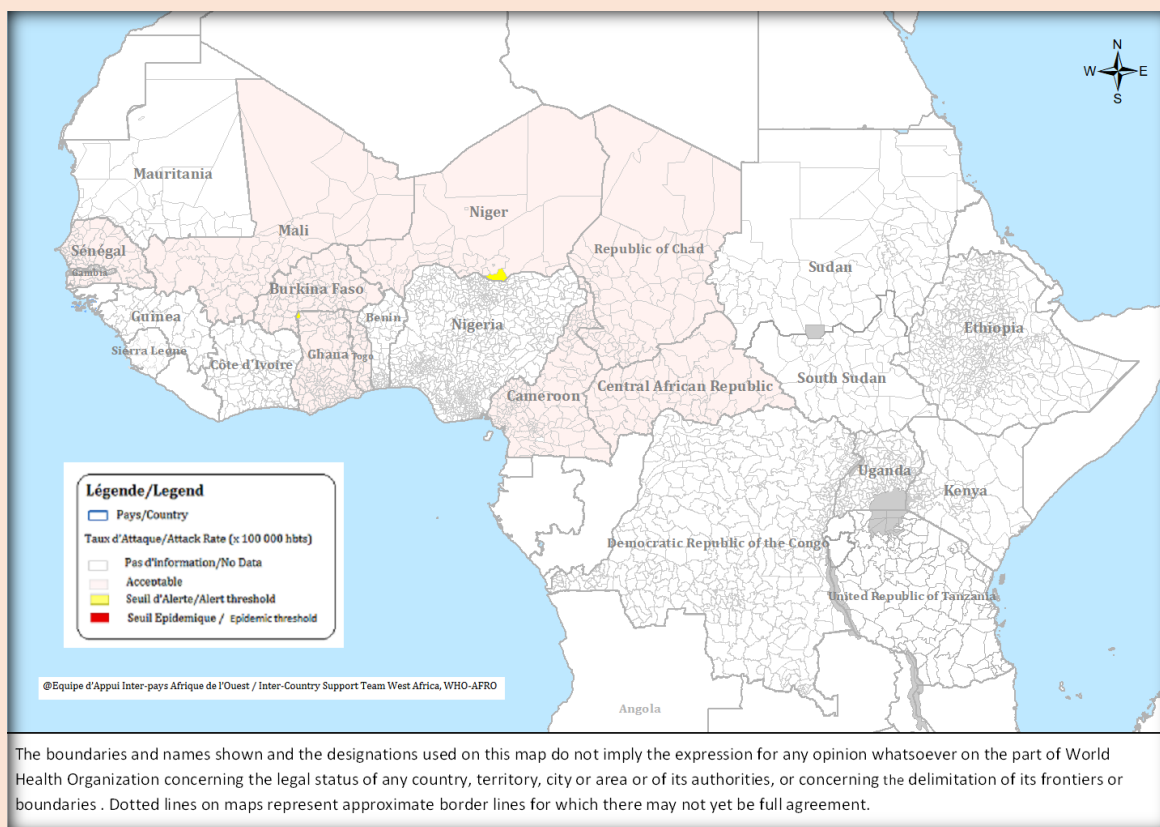 N
W E
S
Mauritania
Mali
Niger
Republic of Chad
Sudan
Sénégal
Gambia
Burkina Faso
Guinea
Benin
Nigeria
Ethiopia
Sierra Leone
Côte d'Ivoire
Ghana
Togo
Cameroon
Central African Republic
South Sudan
Uganda
Kenya
Democratic Republic of the Congo
United Republic of Tanzania
Angola
Légende/Legend
Pays/Country
Taux d'Attaque/Attack Rate (x 100 000 hbts)
Pas d'information/No Data
Acceptable
Seuil d'Alerte/Alert threshold
Seuil Epidemique / Epidemic threshold
@Equipe d'Appui Inter-pays Afrique de l'Ouest / Inter-Country Support Team West Africa, WHO-AFRO
The boundaries and names shown and the designations used on this map do not imply the expression for any opinion whatsoever on the part of World
Health Organization concerning the legal status of any country, territory, city or area or of its authorities, or concerning the delimitation of its frontiers or
boundaries . Dotted lines on maps represent approximate border lines for which there may not yet be full agreement.